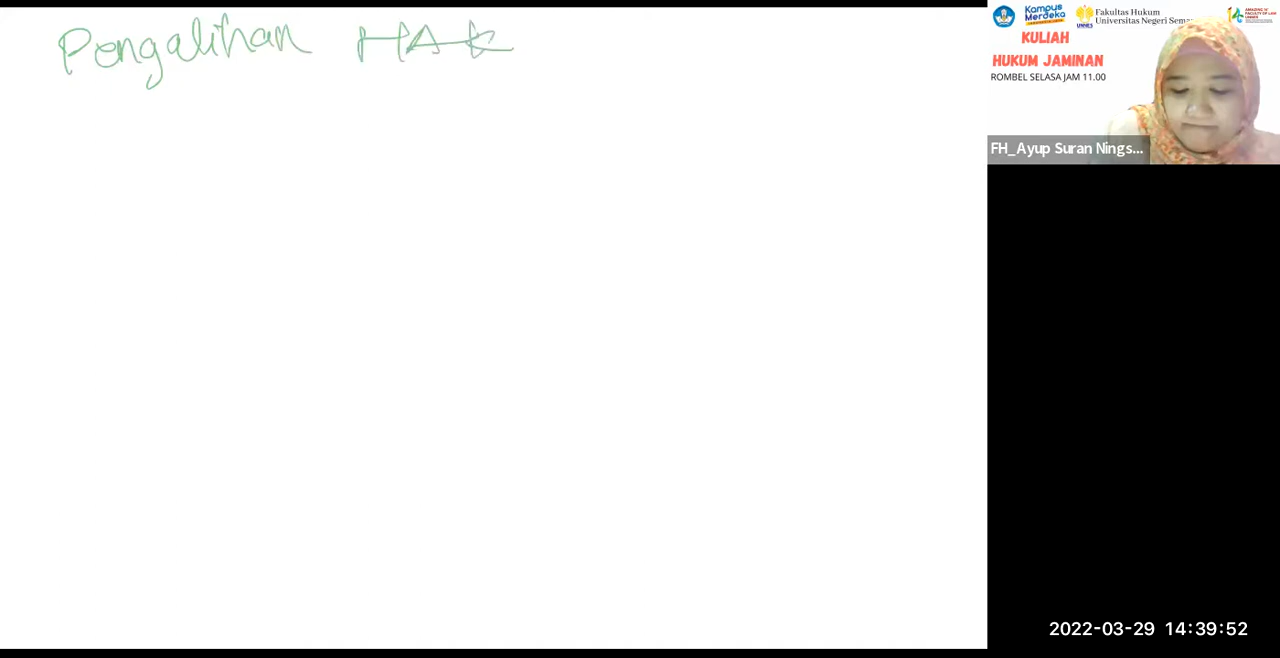 Pengalihan HAK
Kampus
Merdeka
UNNES
Fakultas Hukum
Universitas Negeri Sema
KULIAH
HUKUM JAMINAN
ROMBEL SELASA JAM 11.00
FH_Ayup Suran Nings...
2022-03-29 14:39:52